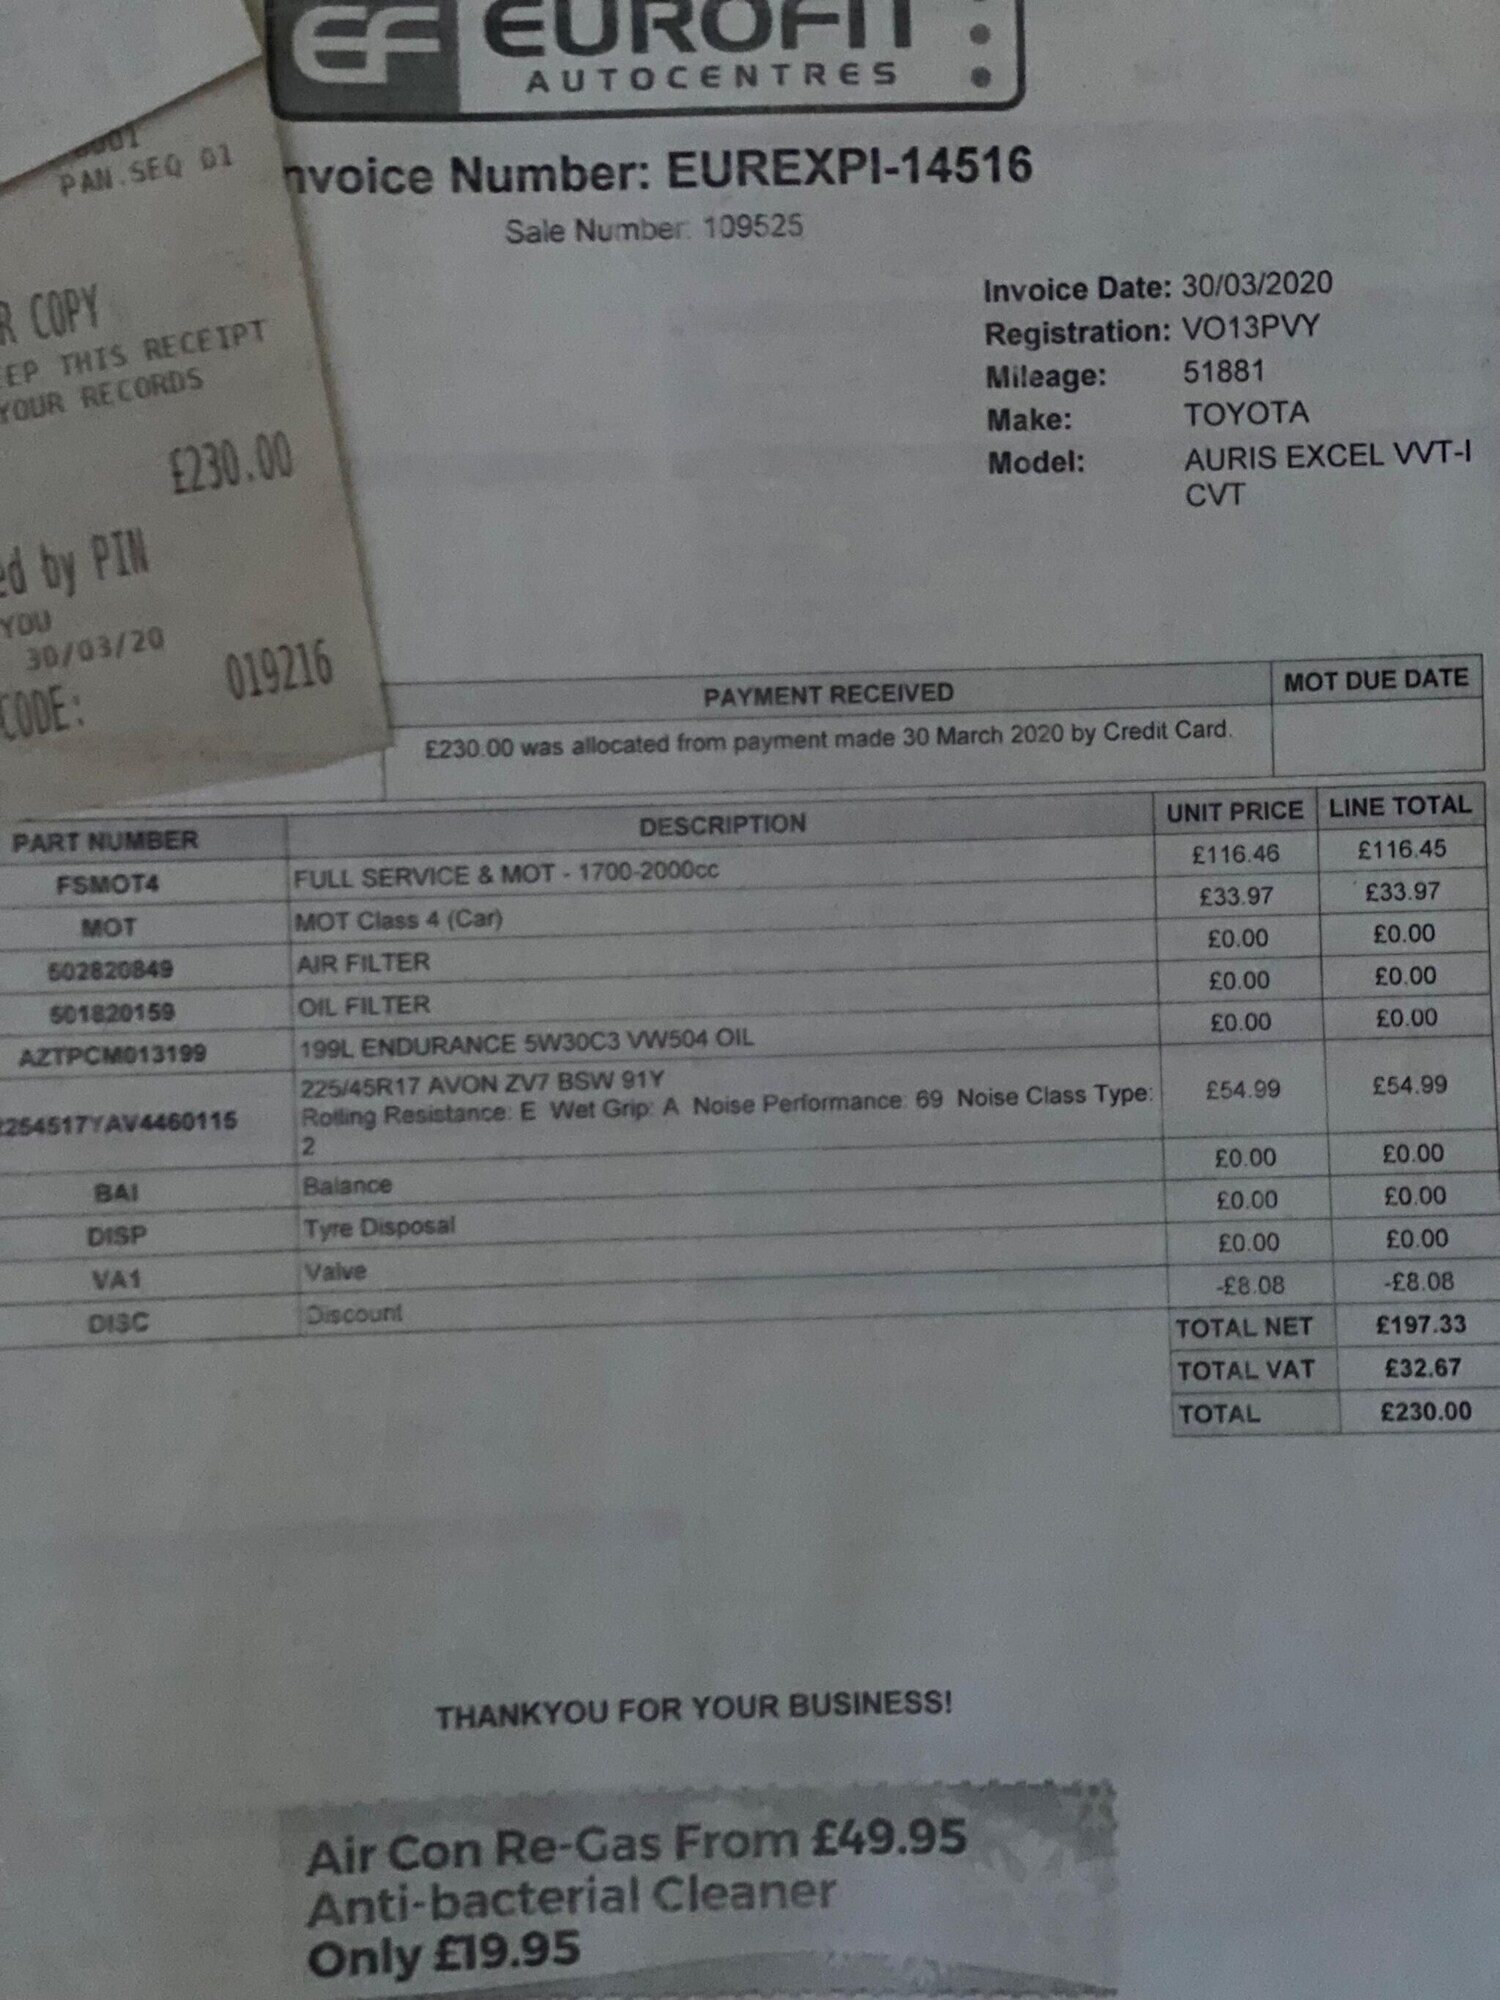 EF EUROFIT
AUTOCENTRES
nvoice Number: EUREXPI-14516
Sale Number: 109525
PAN.SEQ 01
R COPY
EP THIS RECEIPT
YOUR RECORDS
£230.00
ed by PIN
YOU
30/03/20
CODE: 019216
Invoice Date: 30/03/2020
Registration: VO13PVY
Mileage: 51881
Make: TOYOTA
Model: AURIS EXCEL VVT-I
CVT
PAYMENT RECEIVED MOT DUE DATE
£230.00 was allocated from payment made 30 March 2020 by Credit Card.
PART NUMBER DESCRIPTION UNIT PRICE LINE TOTAL
FSMOT4 FULL SERVICE & MOT - 1700-2000cc £116.46 £116.45
MOT MOT Class 4 (Car) £33.97 £33.97
502820849 AIR FILTER £0.00 £0.00
501820159 OIL FILTER £0.00 £0.00
AZTPCM013199 199L ENDURANCE 5W30C3 VW504 OIL £0.00 £0.00
225/45R17 AVON ZV7 BSW 91Y
2254517YAV4460115 Rolling Resistance: E Wet Grip: A Noise Performance: 69 Noise Class Type: £54.99 £54.99
2
BAI Balance £0.00 £0.00
DISP Tyre Disposal £0.00 £0.00
VA1 Valve £0.00 £0.00
DISC Discount -£8.08 -£8.08
TOTAL NET £197.33
TOTAL VAT £32.67
TOTAL £230.00
THANKYOU FOR YOUR BUSINESS!
Air Con Re-Gas From £49.95
Anti-bacterial Cleaner
Only £19.95